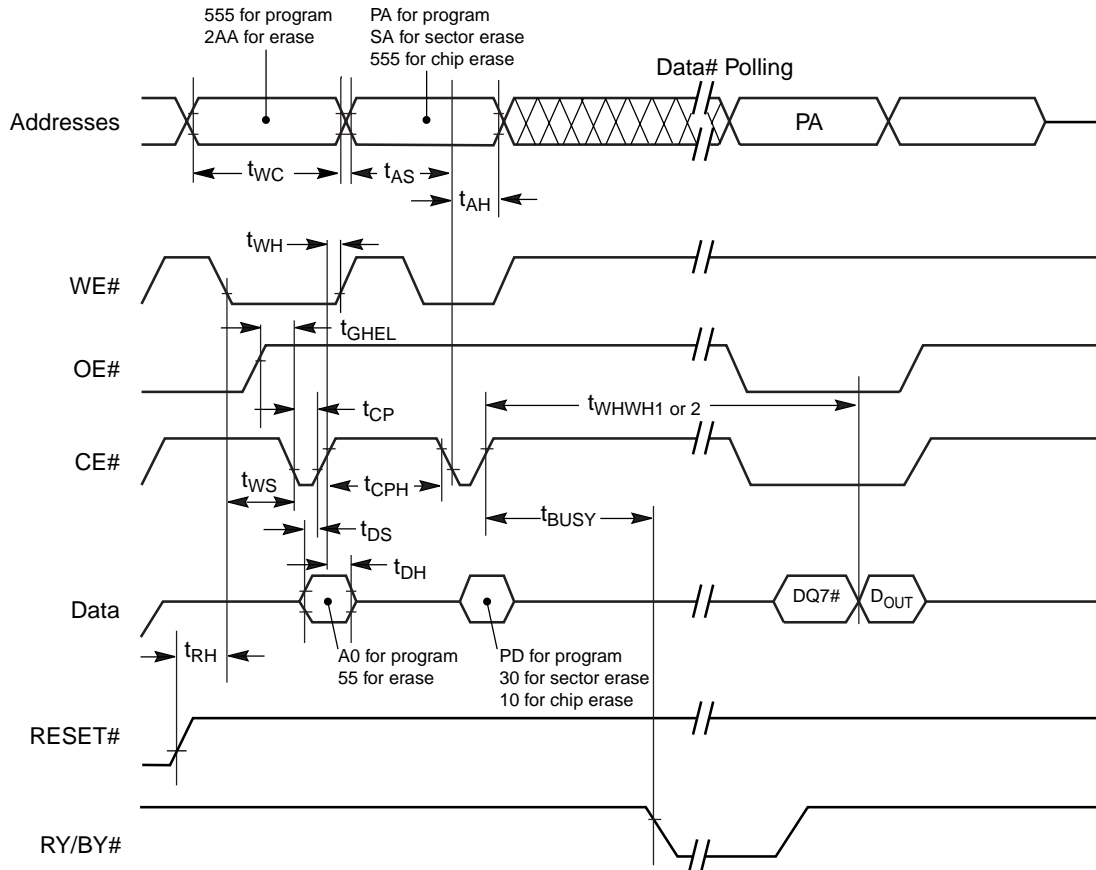 555 for program
2AA for erase
PA for program
SA for sector erase
555 for chip erase
Data# Polling
Addresses
PA
tWC
tAS
tAH
tWH
WE#
tGHEL
OE#
tWHWH1 or 2
tCP
CE#
tWS
tCPH
tBUSY
tDS
tDH
Data
DQ7#
DOUT
tRH
A0 for program
55 for erase
PD for program
30 for sector erase
10 for chip erase
RESET#
RY/BY#